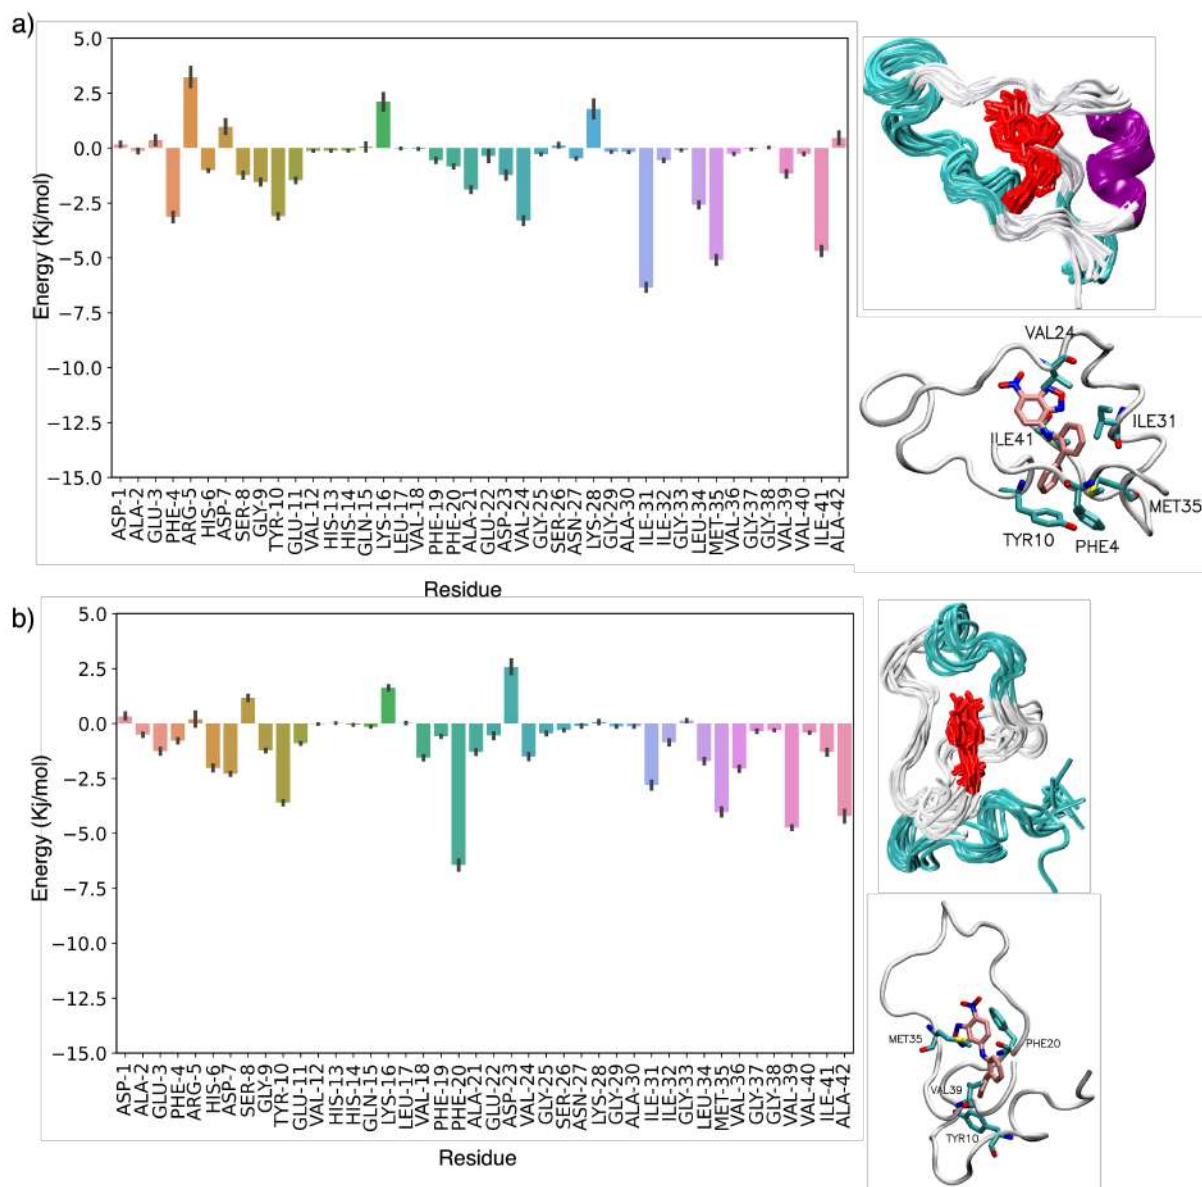 a)
5.0
2.5
0.0
−2.5
−5.0
−7.5
−10.0
−12.5
−15.0
Energy (Kj/mol)
ASP-1
ALA-2
GLU-3
PHE-4
ARG-5
HIS-6
ASP-7
SER-8
GLY-9
TYR-10
GLU-11
VAL-12
HIS-13
HIS-14
GLN-15
LYS-16
LEU-17
VAL-18
PHE-19
PHE-20
ALA-21
GLU-22
ASP-23
VAL-24
GLY-25
SER-26
ASN-27
LYS-28
GLY-29
ALA-30
ILE-31
ILE-32
GLY-33
LEU-34
MET-35
VAL-36
GLY-37
GLY-38
VAL-39
VAL-40
ILE-41
ALA-42
Residue
VAL24
ILE31
ILE41
MET35
TYR10
PHE4
b)
5.0
2.5
0.0
−2.5
−5.0
−7.5
−10.0
−12.5
−15.0
Energy (Kj/mol)
ASP-1
ALA-2
GLU-3
PHE-4
ARG-5
HIS-6
ASP-7
SER-8
GLY-9
TYR-10
GLU-11
VAL-12
HIS-13
HIS-14
GLN-15
LYS-16
LEU-17
VAL-18
PHE-19
PHE-20
ALA-21
GLU-22
ASP-23
VAL-24
GLY-25
SER-26
ASN-27
LYS-28
GLY-29
ALA-30
ILE-31
ILE-32
GLY-33
LEU-34
MET-35
VAL-36
GLY-37
GLY-38
VAL-39
VAL-40
ILE-41
ALA-42
Residue
MET35
PHE20
VAL39
TYR10